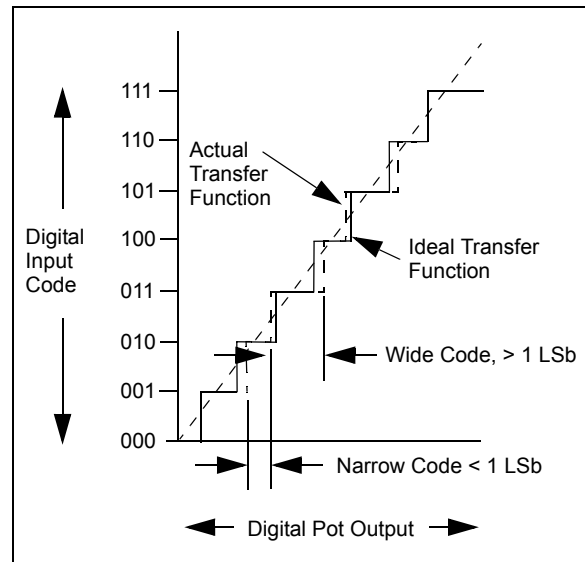 111
110
Actual
Transfer
Function
101
Digital
Input
Code
100
Ideal Transfer
Function
011
010
Wide Code, > 1 LSb
001
000
Narrow Code < 1 LSb
Digital Pot Output